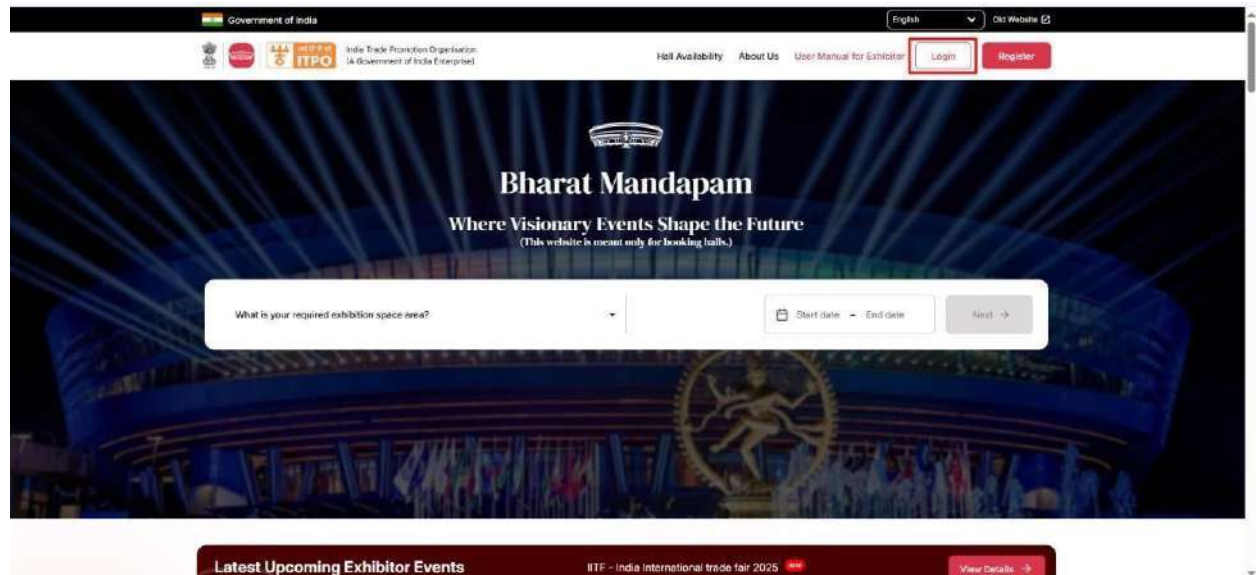 Government of India
English
Old Website
ITPO
India Trade Promotion Organisation
(A Government of India Enterprise)
Hall Availability
About Us
User Manual for Exhibitor
Login
Register
Bharat Mandapam
Where Visionary Events Shape the Future
(This website is meant only for booking halls.)
What is your required exhibition space area?
Start date – End date
Next →
Latest Upcoming Exhibitor Events
IITF - India International trade fair 2025
View Details →